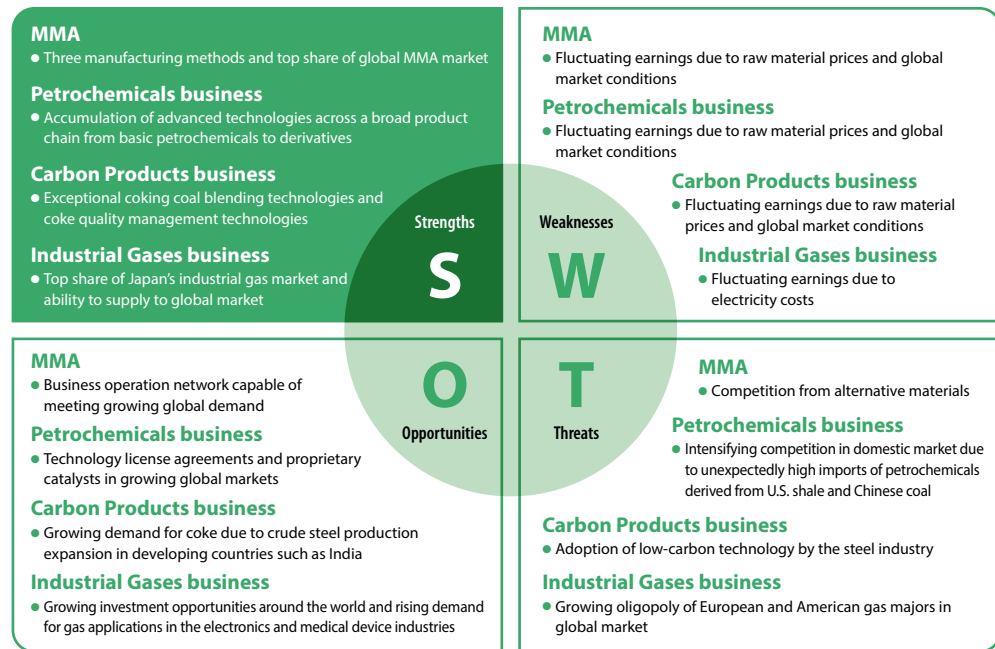 MMA
● Three manufacturing methods and top share of global MMA market
Petrochemicals business
● Accumulation of advanced technologies across a broad product
chain from basic petrochemicals to derivatives
Carbon Products business
● Exceptional coking coal blending technologies and
coke quality management technologies
Industrial Gases business
● Top share of Japan's industrial gas market and
ability to supply to global market
Strengths
S
MMA
● Fluctuating earnings due to raw material prices and global
market conditions
Petrochemicals business
● Fluctuating earnings due to raw material prices and global
market conditions
Carbon Products business
● Fluctuating earnings due to raw material
prices and global market conditions
Industrial Gases business
● Fluctuating earnings due to
electricity costs
Weaknesses
W
MMA
● Business operation network capable of
meeting growing global demand
Petrochemicals business
● Technology license agreements and proprietary
catalysts in growing global markets
Carbon Products business
● Growing demand for coke due to crude steel production
expansion in developing countries such as India
Industrial Gases business
● Growing investment opportunities around the world and rising demand
for gas applications in the electronics and medical device industries
O
Opportunities
T
Threats
MMA
● Competition from alternative materials
Petrochemicals business
● Intensifying competition in domestic market due
to unexpectedly high imports of petrochemicals
derived from U.S. shale and Chinese coal
Carbon Products business
● Adoption of low-carbon technology by the steel industry
Industrial Gases business
● Growing oligopoly of European and American gas majors in
global market